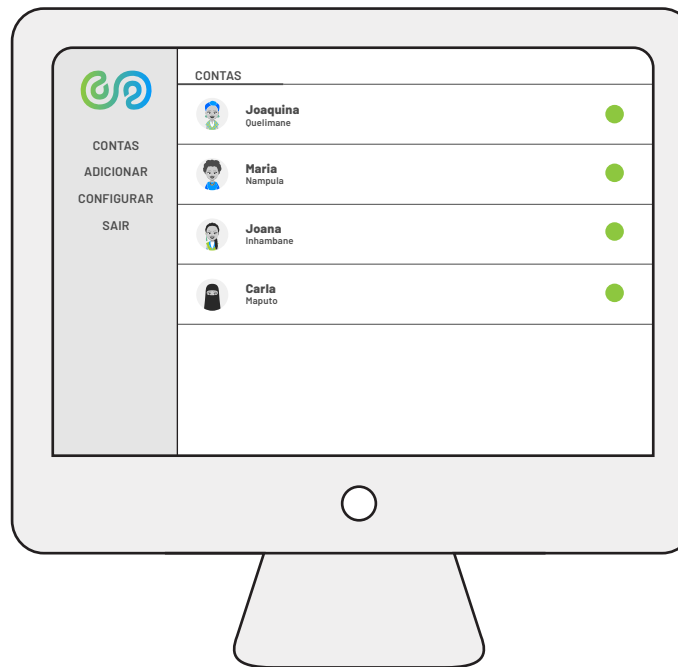 CONTAS
ADICIONAR
CONFIGURAR
SAIR
CONTAS
Joaquina
Quelimane
Maria
Nampula
Joana
Inhambane
Carla
Maputo